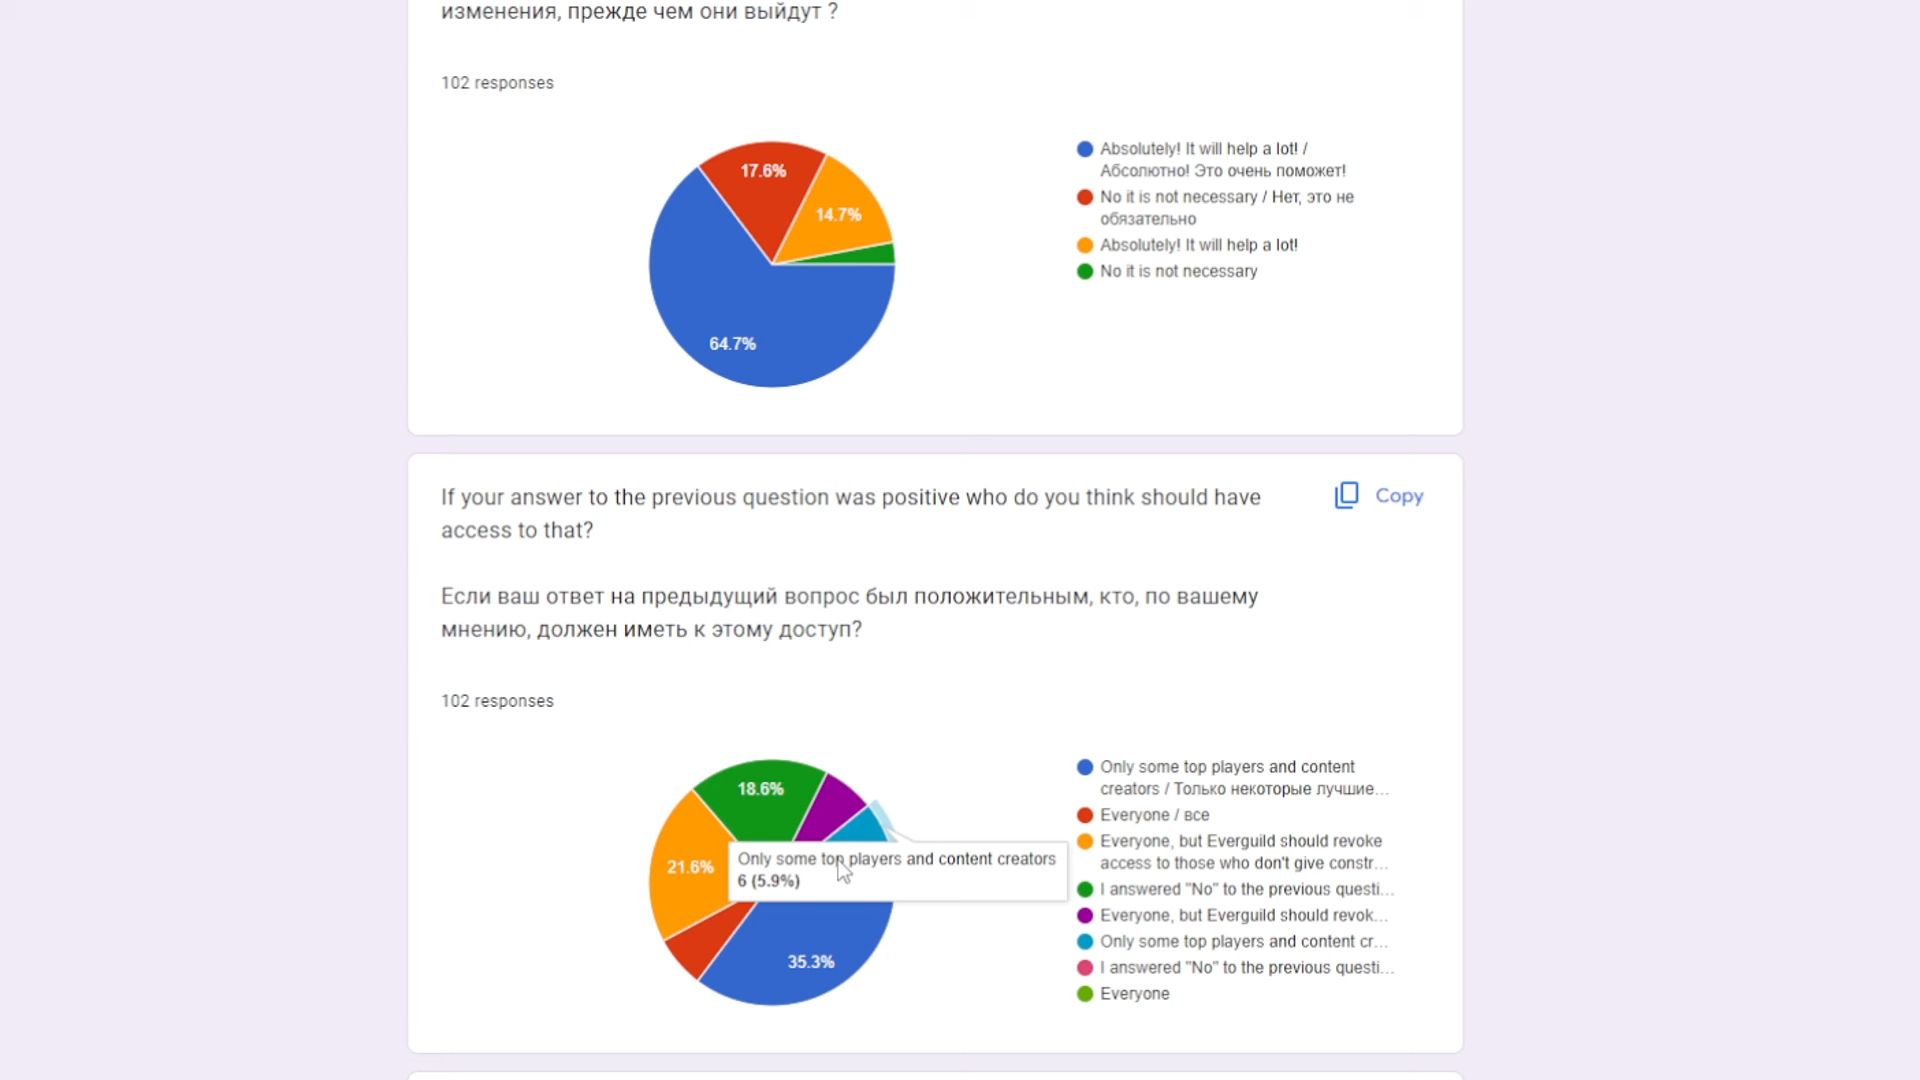 изменения, прежде чем они выйдут ?
102 responses
17.6%
14.7%
64.7%
Absolutely! It will help a lot! /
Абсолютно! Это очень поможет!
No it is not necessary / Нет, это не
обязательно
Absolutely! It will help a lot!
No it is not necessary
If your answer to the previous question was positive who do you think should have
access to that?
Copy
Если ваш ответ на предыдущий вопрос был положительным, кто, по вашему
мнению, должен иметь к этому доступ?
102 responses
18.6%
21.6%
35.3%
Only some top players and content creators
6 (5.9%)
Only some top players and content
creators / Только некоторые лучшие...
Everyone / все
Everyone, but Everguild should revoke
access to those who don't give constr...
I answered "No" to the previous questi...
Everyone, but Everguild should revok...
Only some top players and content cr...
I answered "No" to the previous questi...
Everyone